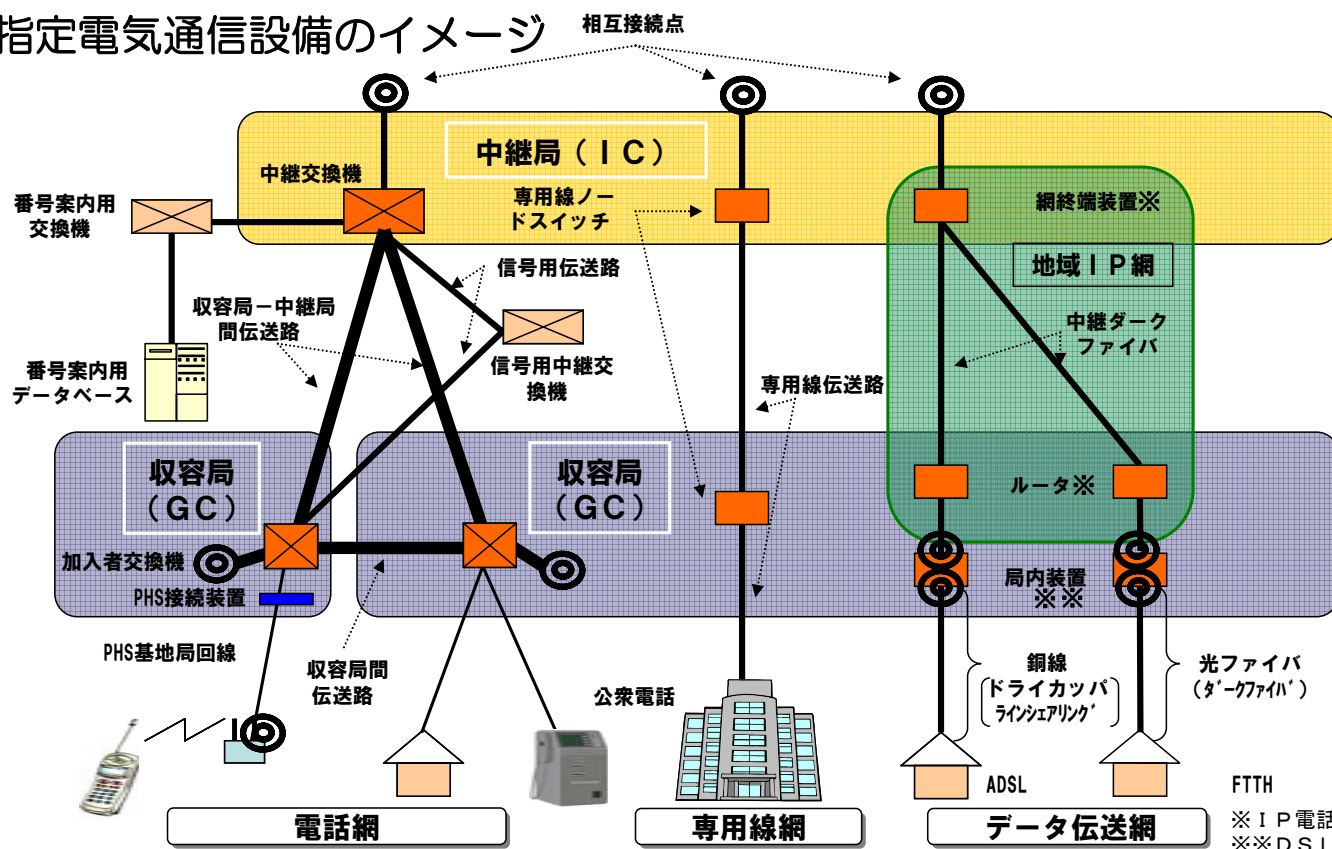 指定電気通信設備のイメージ
相互接続点
中継局（ＩＣ）
中継交換機
番号案内用
交換機
専用線ノー
ドスイッチ
網終端装置※
地域ＩＰ網
信号用伝送路
収容局－中継局
間伝送路
中継ダーク
ファイバ
番号案内用
データベース
信号用中継交
換機
専用線伝送路
収容局
（ＧＣ）
収容局
（ＧＣ）
ルータ※
加入者交換機
局内装置
※※
PHS接続装置
PHS基地局回線
収容局間
伝送路
公衆電話
銅線
ドライカッパ
ﾗｲﾝｼｪｱﾘﾝｸﾞ
光ファイバ
（ﾀﾞｰｸﾌｧｲﾊﾞ）
ADSL
FTTH
電話網
専用線網
データ伝送網
※ＩＰ電話
※※ＤＳＬ